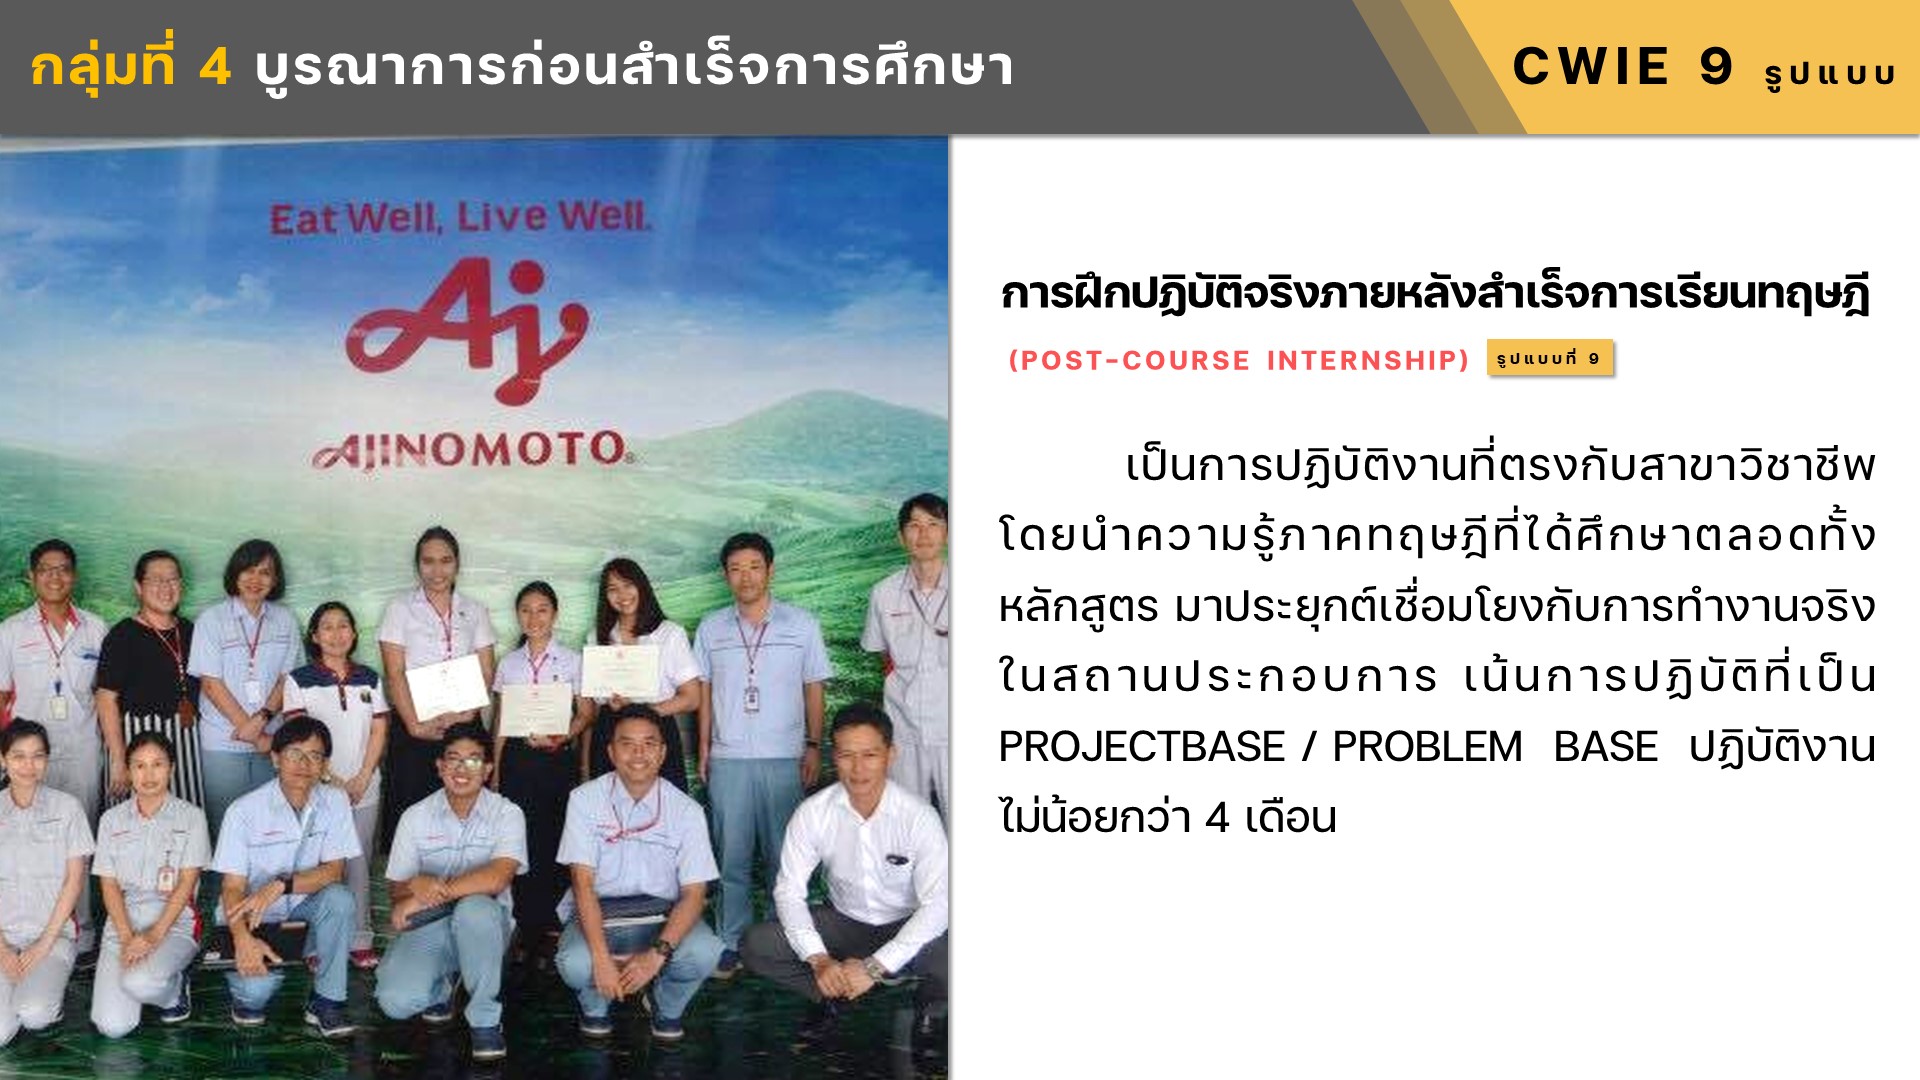 กลุ่มที่ 4 บูรณาการก่อนสำเร็จการศึกษา
CWIE 9 รูปแบบ
Eat Well, Live Well.
Aj
AJINOMOTO®
การฝึกปฏิบัติจริงภายหลังสำเร็จการเรียนทฤษฎี
(POST-COURSE INTERNSHIP) รูปแบบที่ 9
เป็นการปฏิบัติงานที่ตรงกับสาขาวิชาชีพ
โดยนำความรู้ภาคทฤษฎีที่ได้ศึกษาตลอดทั้ง
หลักสูตร มาประยุกต์เชื่อมโยงกับการทำงานจริง
ในสถานประกอบการ เน้นการปฏิบัติที่เป็น
PROJECTBASE / PROBLEM BASE ปฏิบัติงาน
ไม่น้อยกว่า 4 เดือน